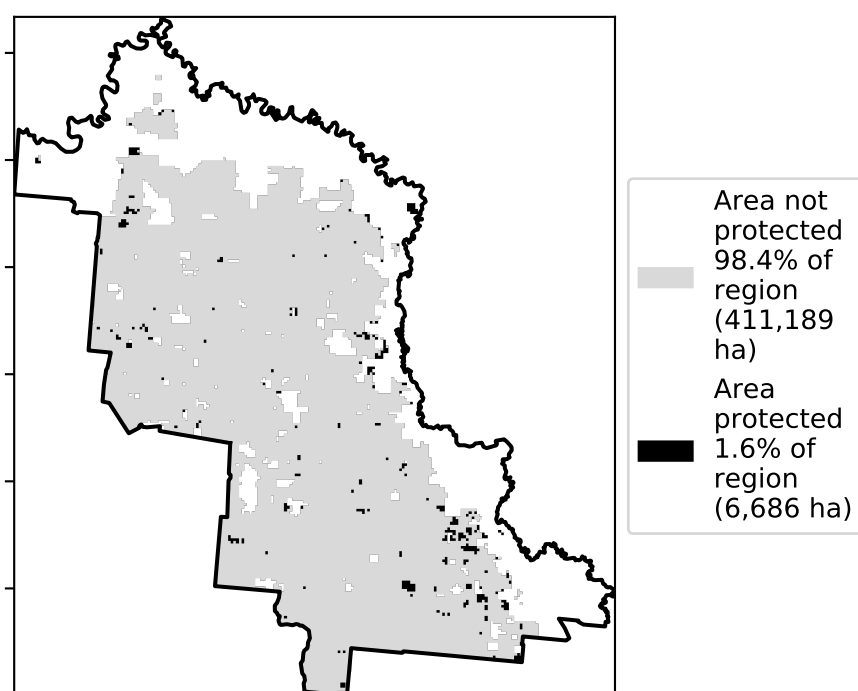 Area not
protected
98.4% of
region
(411,189
ha)
Area
protected
1.6% of
region
(6,686 ha)